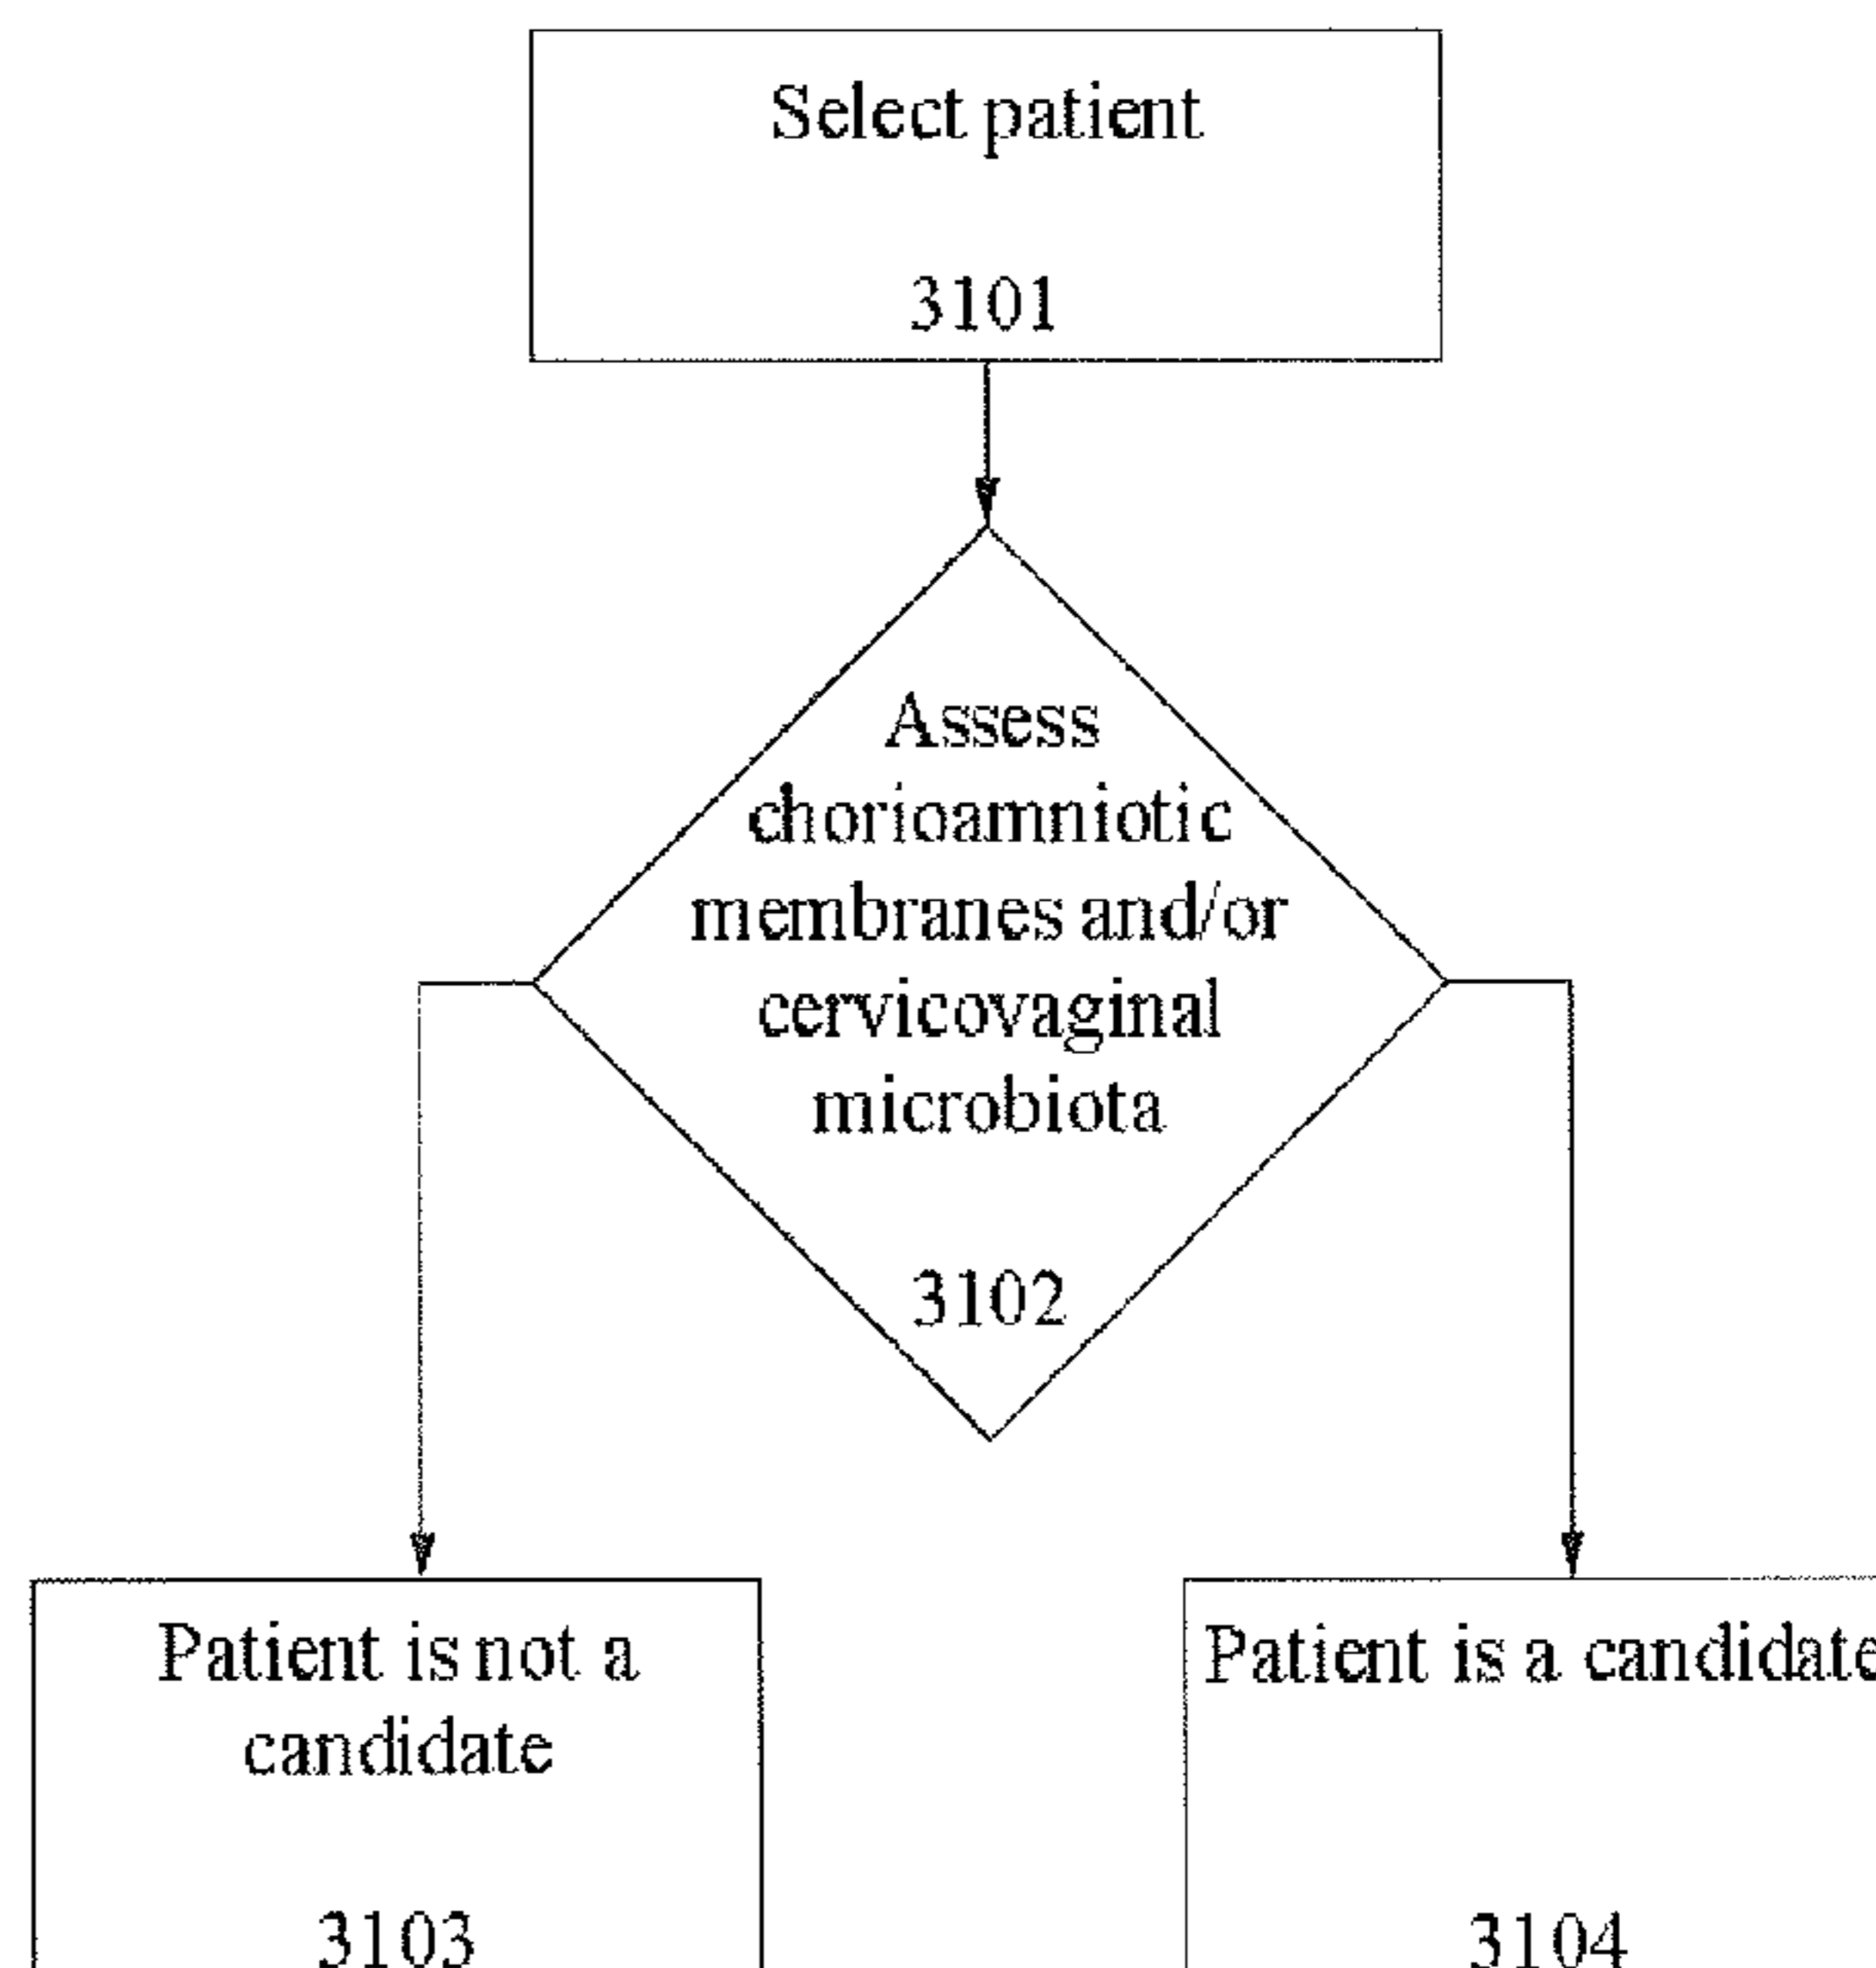 Select patient
3101
Assess
chorioamniotic
membranes and/or
cervicovaginal
microbiota
3102
Patient is not a
candidate
3103
Patient is a candidate
3104